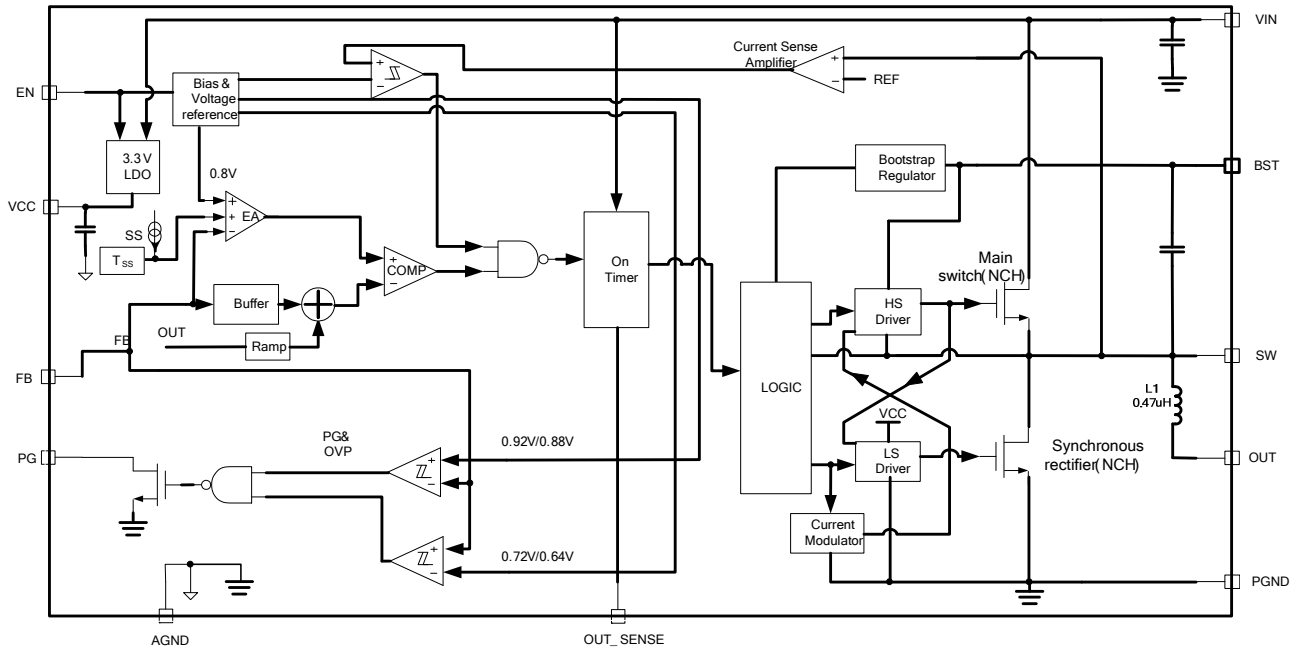 VIN
Current Sense
Amplifier
+
−
REF
+
−
EN
Bias &
Voltage
reference
3.3 V
LDO
0.8V
Bootstrap
Regulator
BST
VCC
SS
TSS
+
+
−
EA
On
Timer
+
−
COMP
Main
switch(NCH)
HS
Driver
Buffer
OUT
Ramp
FB
FB
SW
LOGIC
L1
0.47uH
VCC
PG&
OVP
0.92V/0.88V
+
−
LS
Driver
Synchronous
rectifier(NCH)
OUT
PG
Current
Modulator
0.72V/0.64V
+
−
PGND
AGND
OUT_SENSE